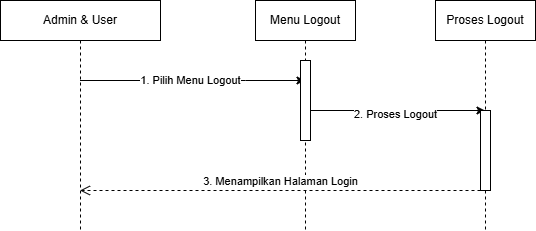 Admin & User
Menu Logout
Proses Logout
1. Pilih Menu Logout
2. Proses Logout
3. Menampilkan Halaman Login